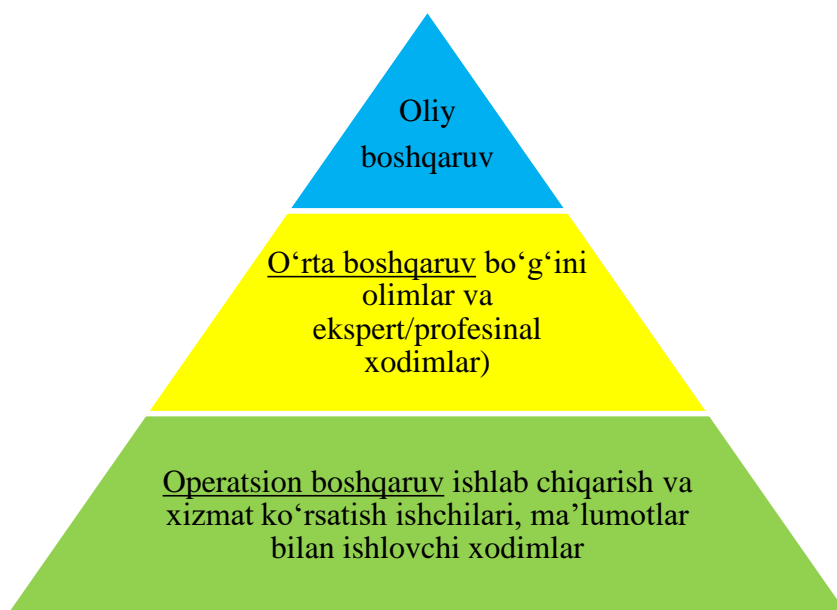 Oliy
boshqaruv
O‘rta boshqaruv bo‘g‘ini
olimlar va
ekspert/profesinal
xodimlar)
Operatsion boshqaruv ishlab chiqarish va
xizmat ko‘rsatish ishchilari, ma’lumotlar
bilan ishlovchi xodimlar